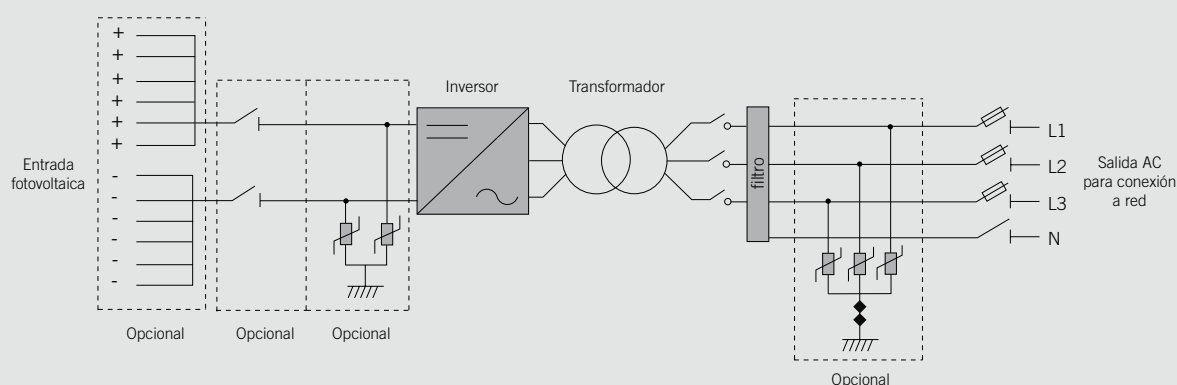 +
+
+
+
+
+
Entrada
fotovoltaica
-
-
-
-
-
-
Opcional
Opcional
Opcional
Inversor
Transformador
filtro
L1
L2
L3
N
Salida AC
para conexión
a red
Opcional